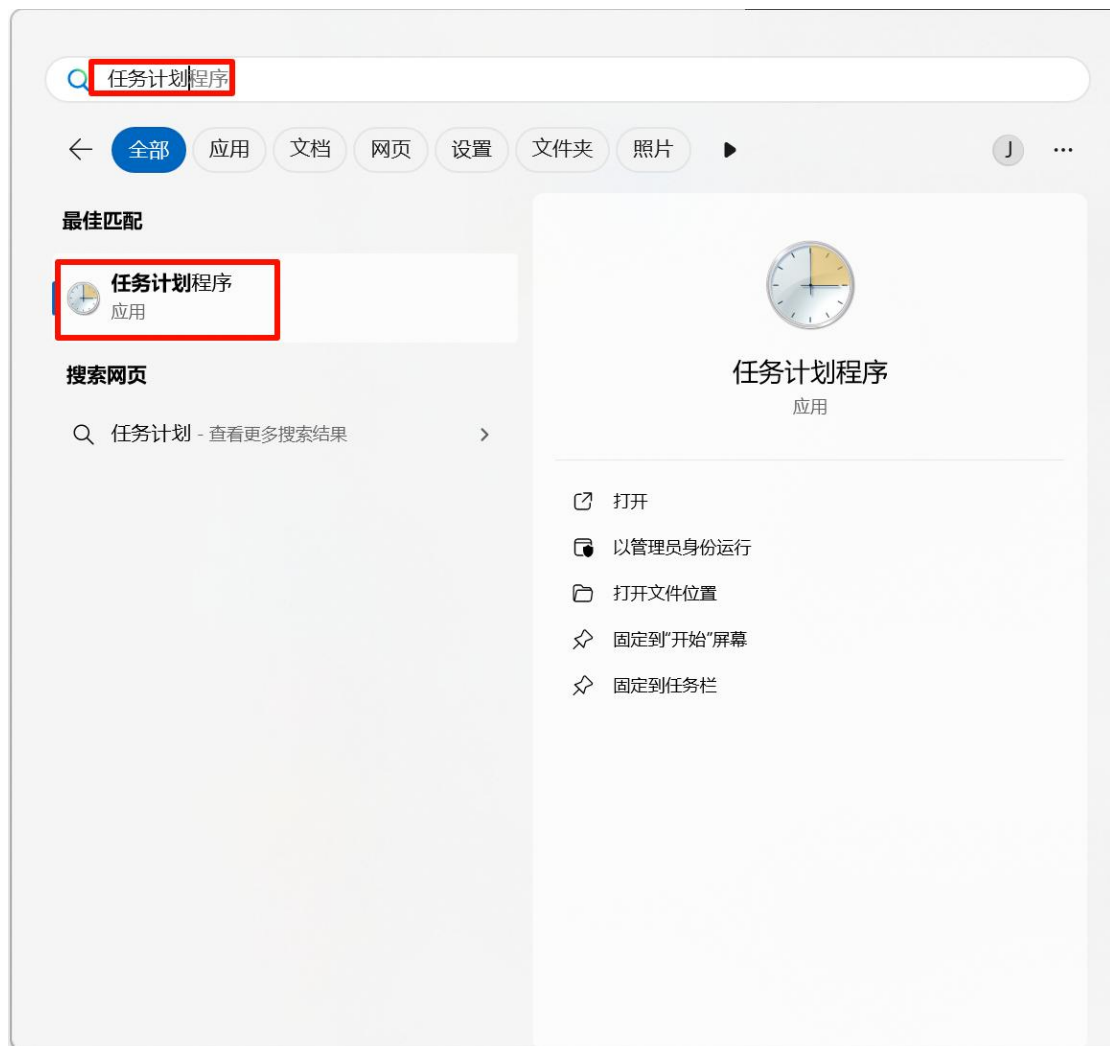 任务计划程序
全部 应用 文档 网页 设置 文件夹 照片 J ...
最佳匹配
任务计划程序
应用
搜索网页
任务计划 - 查看更多搜索结果
任务计划程序
应用
打开
以管理员身份运行
打开文件位置
固定到"开始"屏幕
固定到任务栏